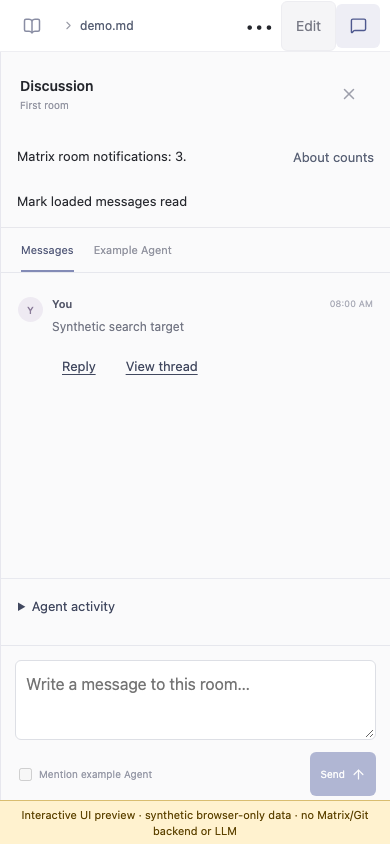 demo.md
Edit
Discussion
First room
Matrix room notifications: 3.
About counts
Mark loaded messages read
Messages
Example Agent
Y
You
08:00 AM
Synthetic search target
Reply
View thread
Agent activity
Write a message to this room...
Mention example Agent
Send
Interactive UI preview · synthetic browser-only data · no Matrix/Git
backend or LLM